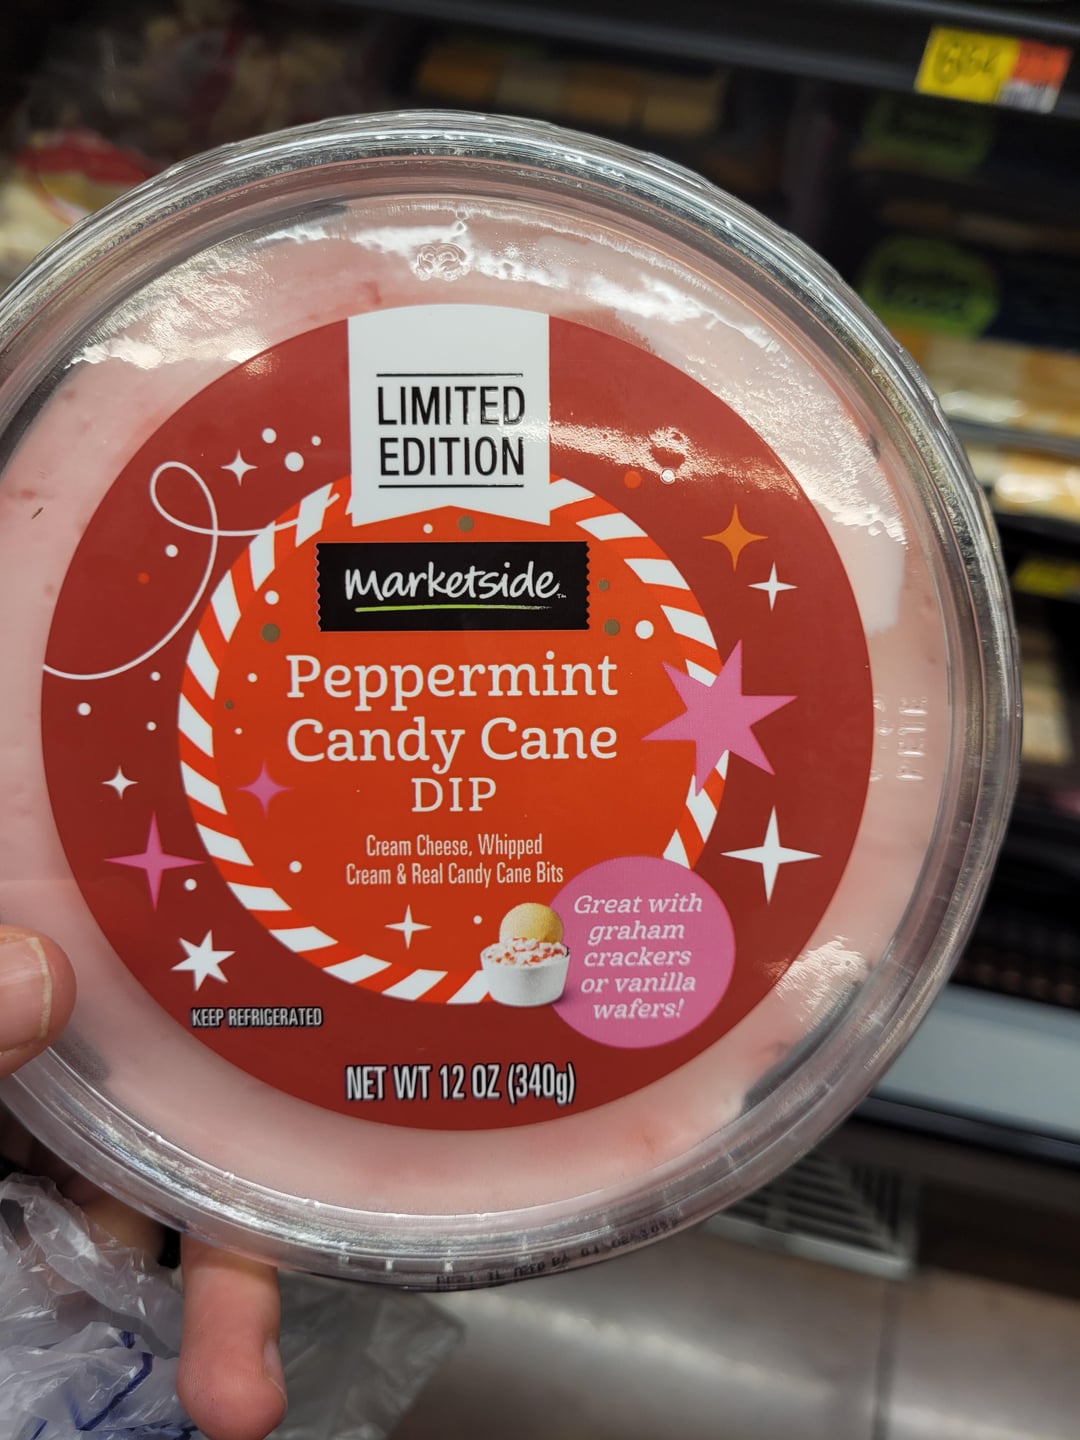 LIMITED
EDITION
marketside™
Peppermint
Candy Cane
DIP
Cream Cheese, Whipped
Cream & Real Candy Cane Bits
Great with
graham
crackers
or vanilla
wafers!
KEEP REFRIGERATED
NET WT 12 OZ (340g)